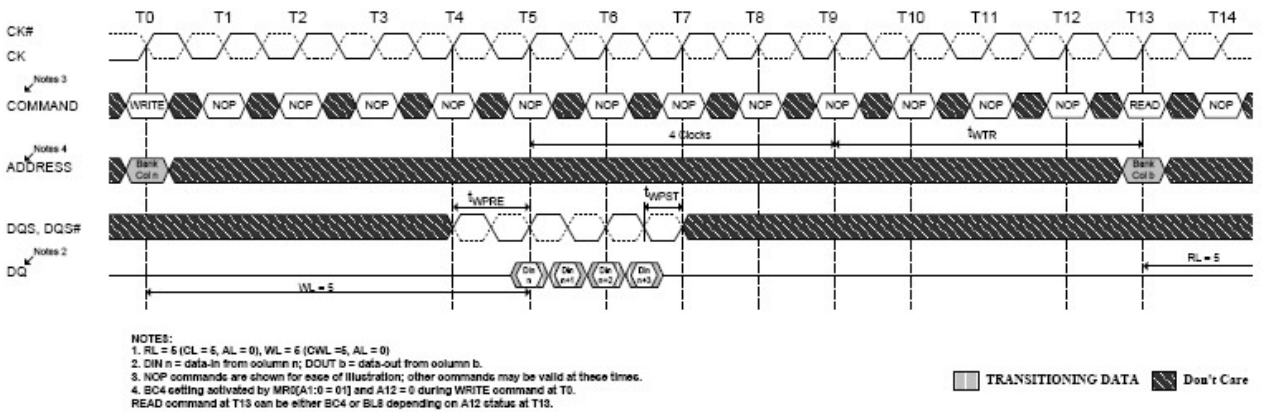 T0 T1 T2 T3 T4 T5 T6 T7 T8 T9 T10 T11 T12 T13 T14
CK#
CK
Notes 3
COMMAND WRITE NOP NOP NOP NOP NOP NOP NOP NOP NOP NOP NOP NOP READ NOP
4 Clocks tWTR
Notes 4
ADDRESS Bank Col n Bank Col b
tWPRE tWPST
DQS, DQS#
Notes 2
DQ Din n Din n+1 Din n+2 Din n+3
RL = 5
WL = 5
NOTES:
1. RL = 5 (CL = 5, AL = 0), WL = 5 (CWL =5, AL = 0)
2. DIN n = data-in from column n; DOUT b = data-out from column b.
3. NOP commands are shown for ease of illustration; other commands may be valid at these times.
4. BC4 setting activated by MR0[A1:0 = 01] and A12 = 0 during WRITE command at T0.
READ command at T13 can be either BC4 or BL8 depending on A12 status at T13.
TRANSITIONING DATA Don't Care